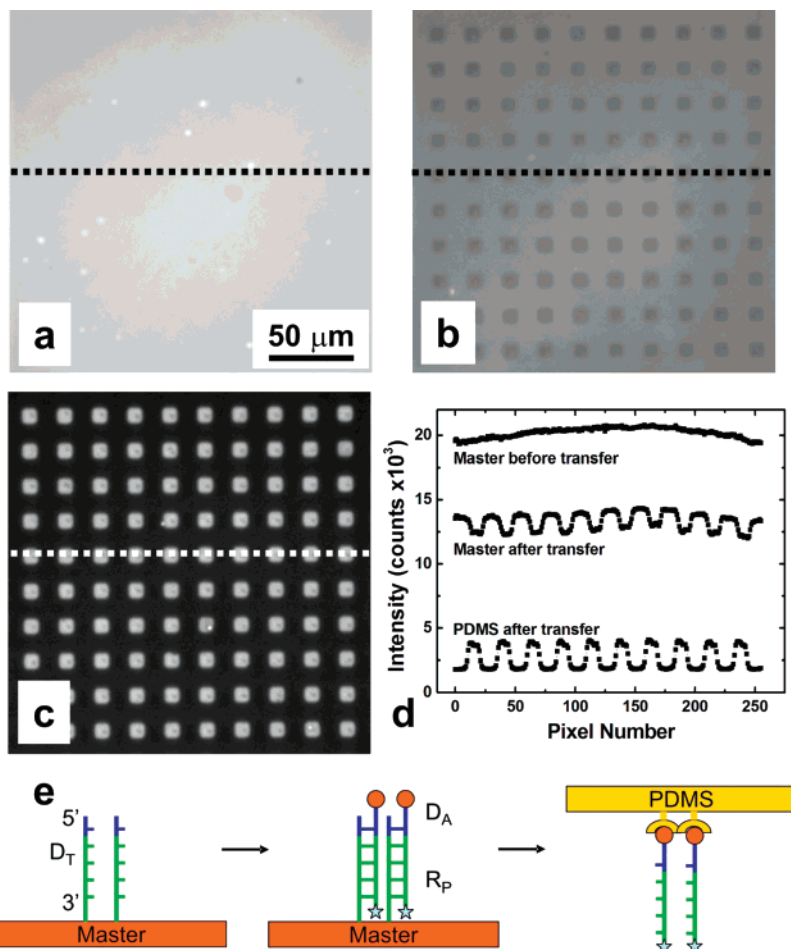 a
50 μm
b
c
Intensity (counts x10³)
20
15
10
5
0
Master before transfer
Master after transfer
PDMS after transfer
0 50 100 150 200 250
Pixel Number
d
e
5’
D_T
3’
Master
D_A
R_P
Master
PDMS